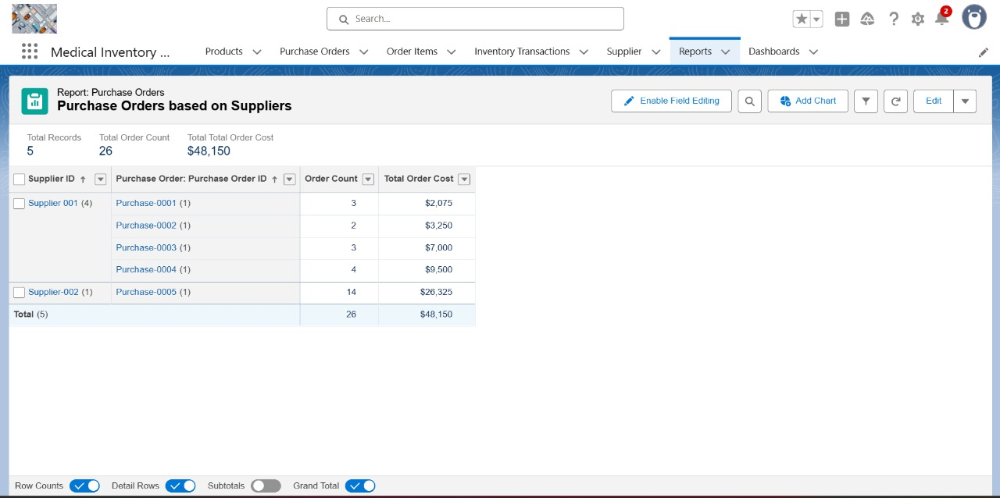 Search...
2
Medical Inventory ...
Products
Purchase Orders
Order Items
Inventory Transactions
Supplier
Reports
Dashboards
Report: Purchase Orders
Purchase Orders based on Suppliers
Enable Field Editing
Add Chart
Edit
Total Records Total Order Count Total Total Order Cost
5 26 $48,150
Supplier ID ↑ Purchase Order: Purchase Order ID ↑ Order Count Total Order Cost
Supplier 001 (4) Purchase-0001 (1) 3 $2,075
Purchase-0002 (1) 2 $3,250
Purchase-0003 (1) 3 $7,000
Purchase-0004 (1) 4 $9,500
Supplier-002 (1) Purchase-0005 (1) 14 $26,325
Total (5) 26 $48,150
Row Counts Detail Rows Subtotals Grand Total